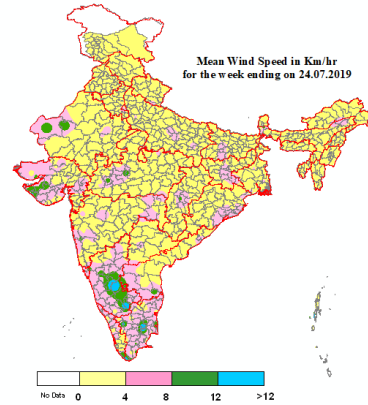 Mean Wind Speed in Km/hr
for the week ending on 24.07.2019
No Data 0 4 8 12 >12